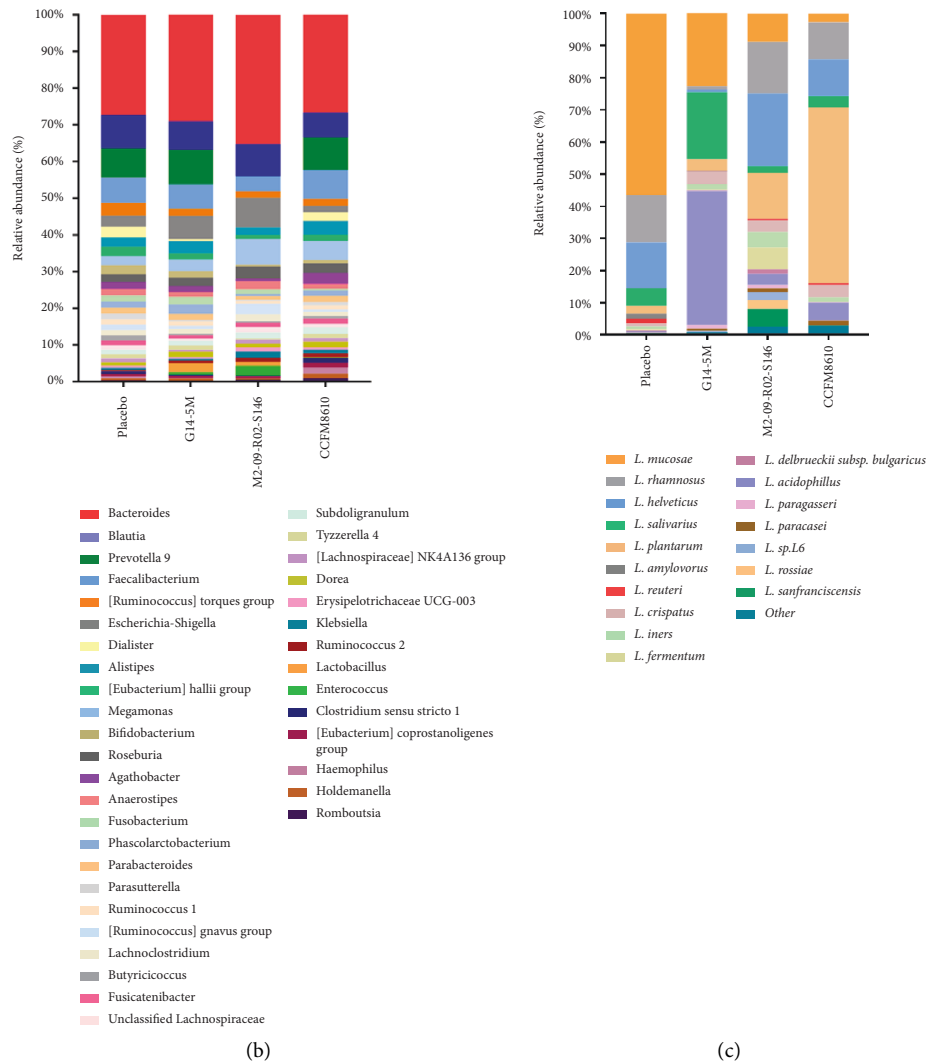 100%
90%
80%
70%
60%
50%
40%
30%
20%
10%
0%
Relative abundance (%)
Placebo
G14-5M
M2-09-R02-S146
CCFM8610
Bacteroides
Blautia
Prevotella 9
Faecalibacterium
[Ruminococcus] torques group
Escherichia-Shigella
Dialister
Alistipes
[Eubacterium] hallii group
Megamonas
Bifidobacterium
Roseburia
Agathobacter
Anaerostipes
Fusobacterium
Phascolarctobacterium
Parabacteroides
Parasutterella
Ruminococcus 1
[Ruminococcus] gnavus group
Lachnoclostridium
Butyricicoccus
Fusicatenibacter
Unclassified Lachnospiraceae
Subdoligranulum
Tyzzerella 4
[Lachnospiraceae] NK4A136 group
Dorea
Erysipelotrichaceae UCG-003
Klebsiella
Ruminococcus 2
Lactobacillus
Enterococcus
Clostridium sensu stricto 1
[Eubacterium] coprostanoligenes
group
Haemophilus
Holdemanella
Romboutsia
(b)
100%
90%
80%
70%
60%
50%
40%
30%
20%
10%
0%
Relative abundance (%)
Placebo
G14-5M
M2-09-R02-S146
CCFM8610
L. mucosae
L. rhamnosus
L. helveticus
L. salivarius
L. plantarum
L. amylovorus
L. reuteri
L. crispatus
L. iners
L. fermentum
L. delbrueckii subsp. bulgaricus
L. acidophillus
L. paragasseri
L. paracasei
L. sp.L6
L. rossiae
L. sanfranciscensis
Other
(c)